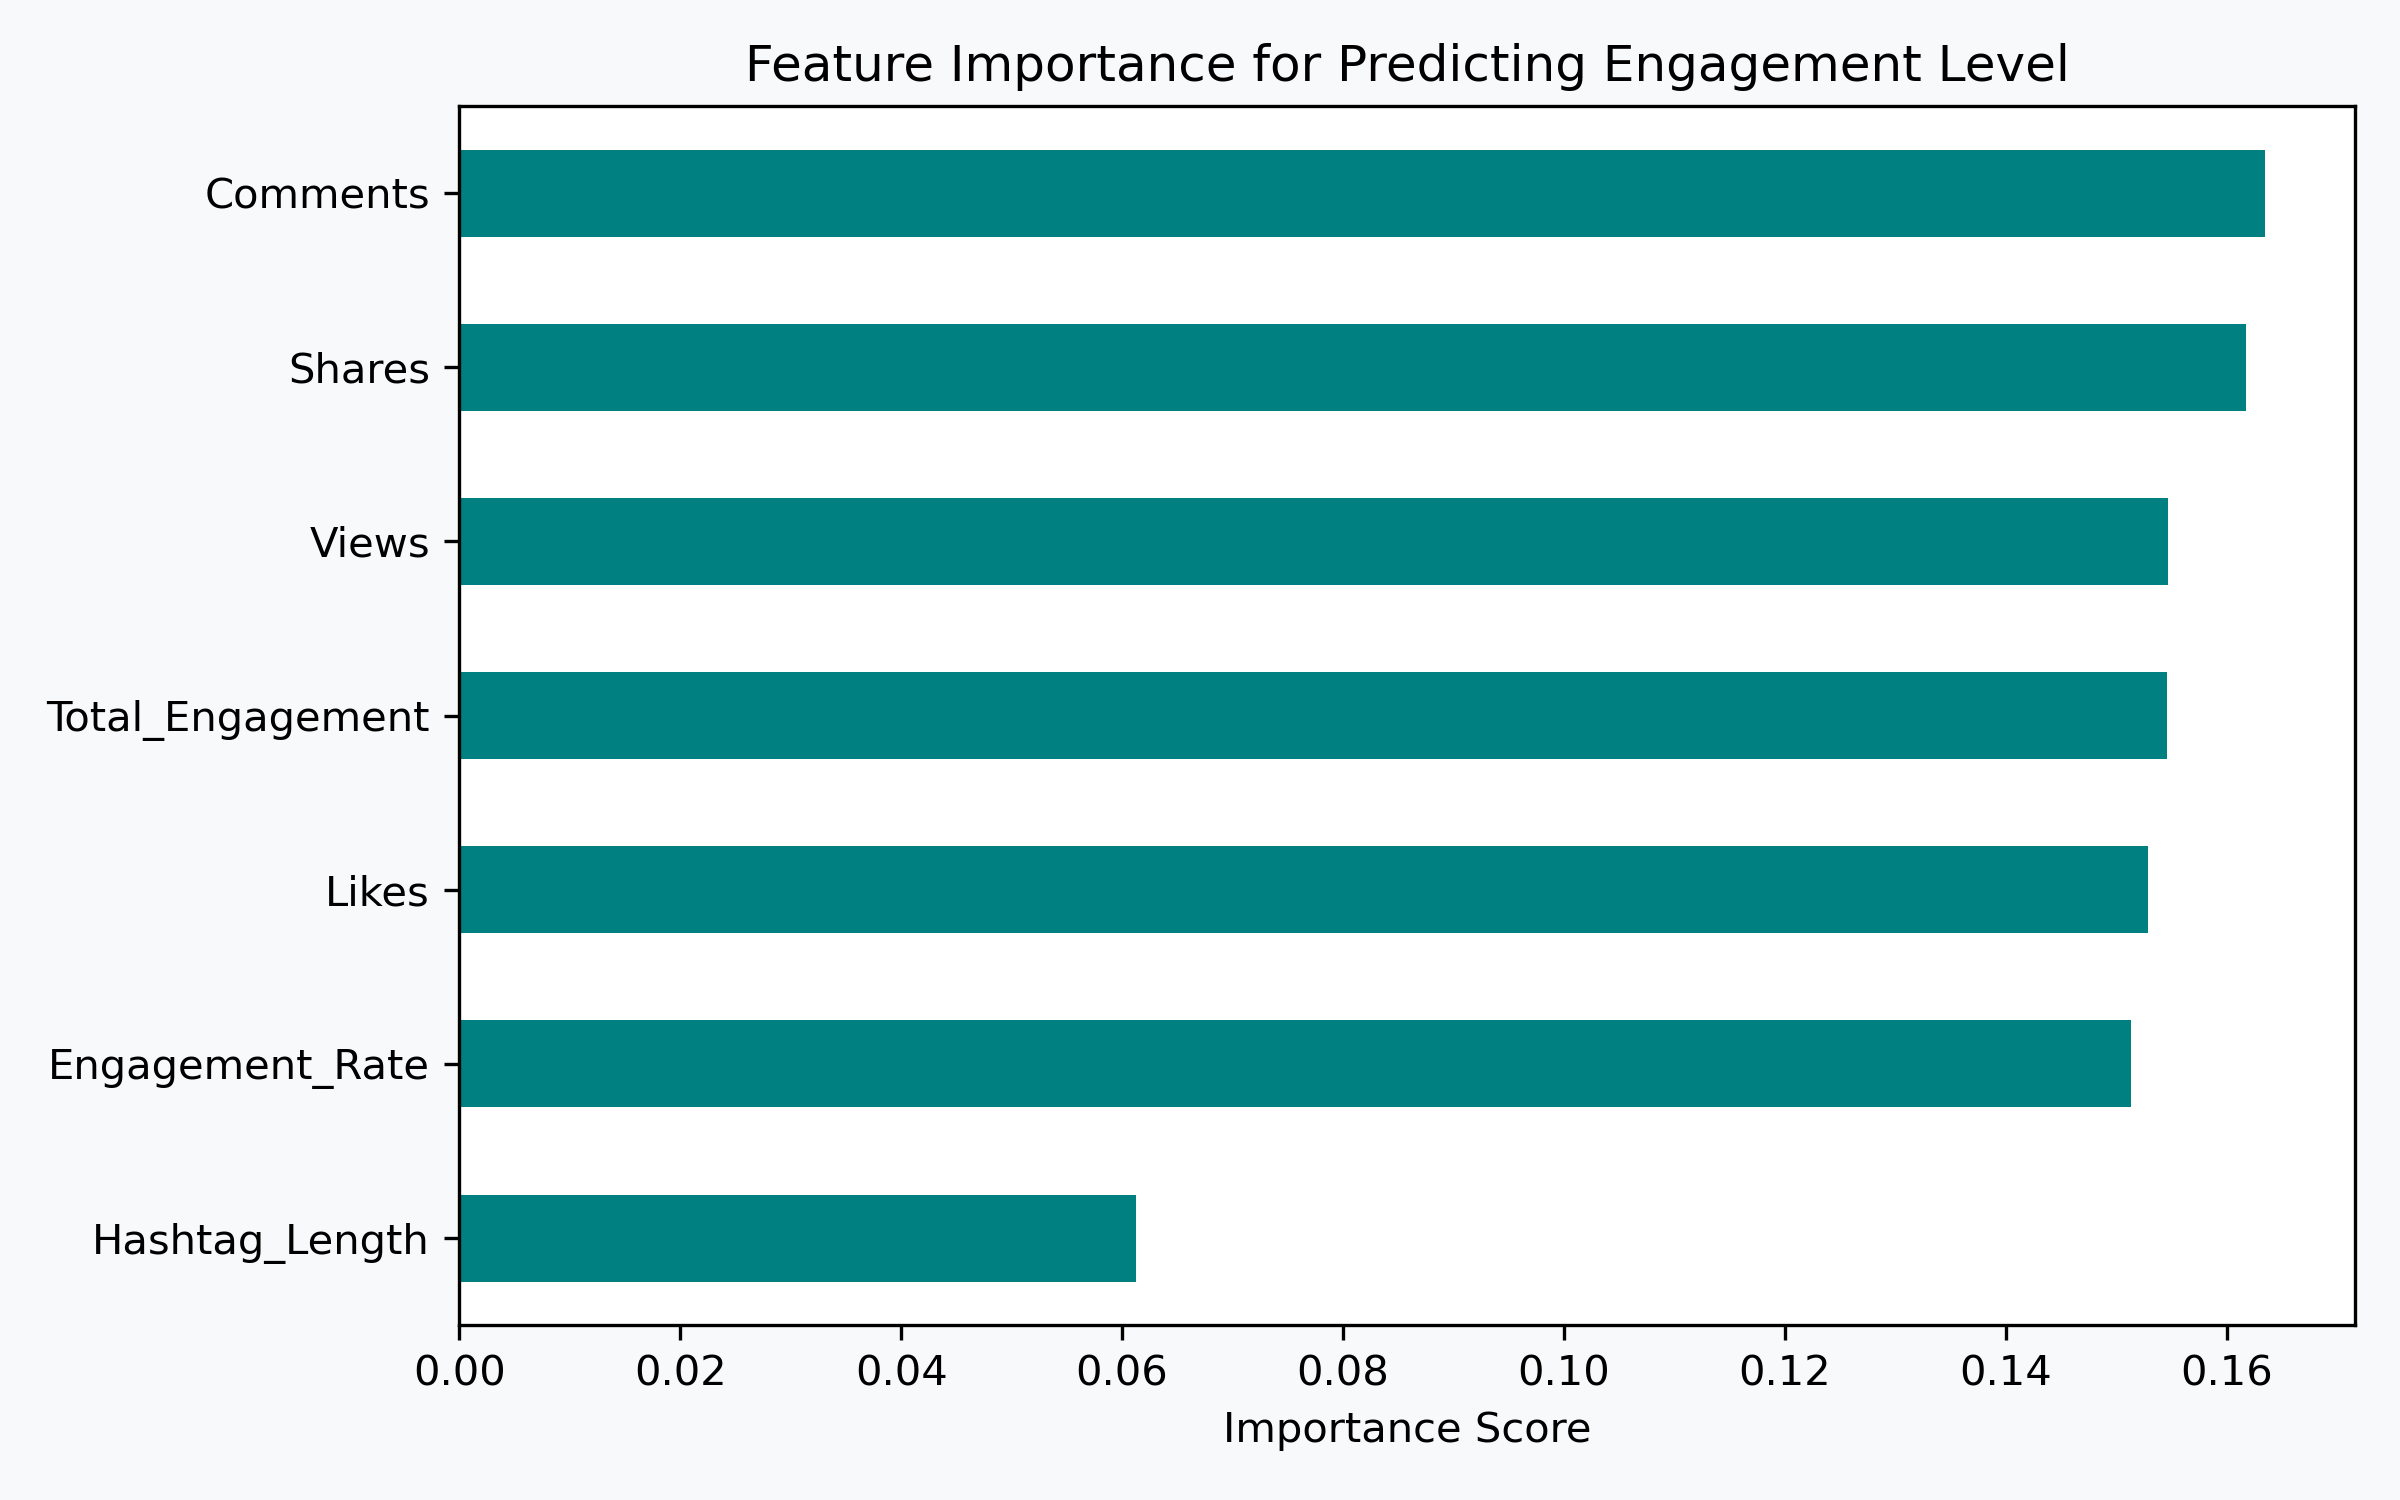 Feature Importance for Predicting Engagement Level
Comments
Shares
Views
Total_Engagement
Likes
Engagement_Rate
Hashtag_Length
0.00 0.02 0.04 0.06 0.08 0.10 0.12 0.14 0.16
Importance Score